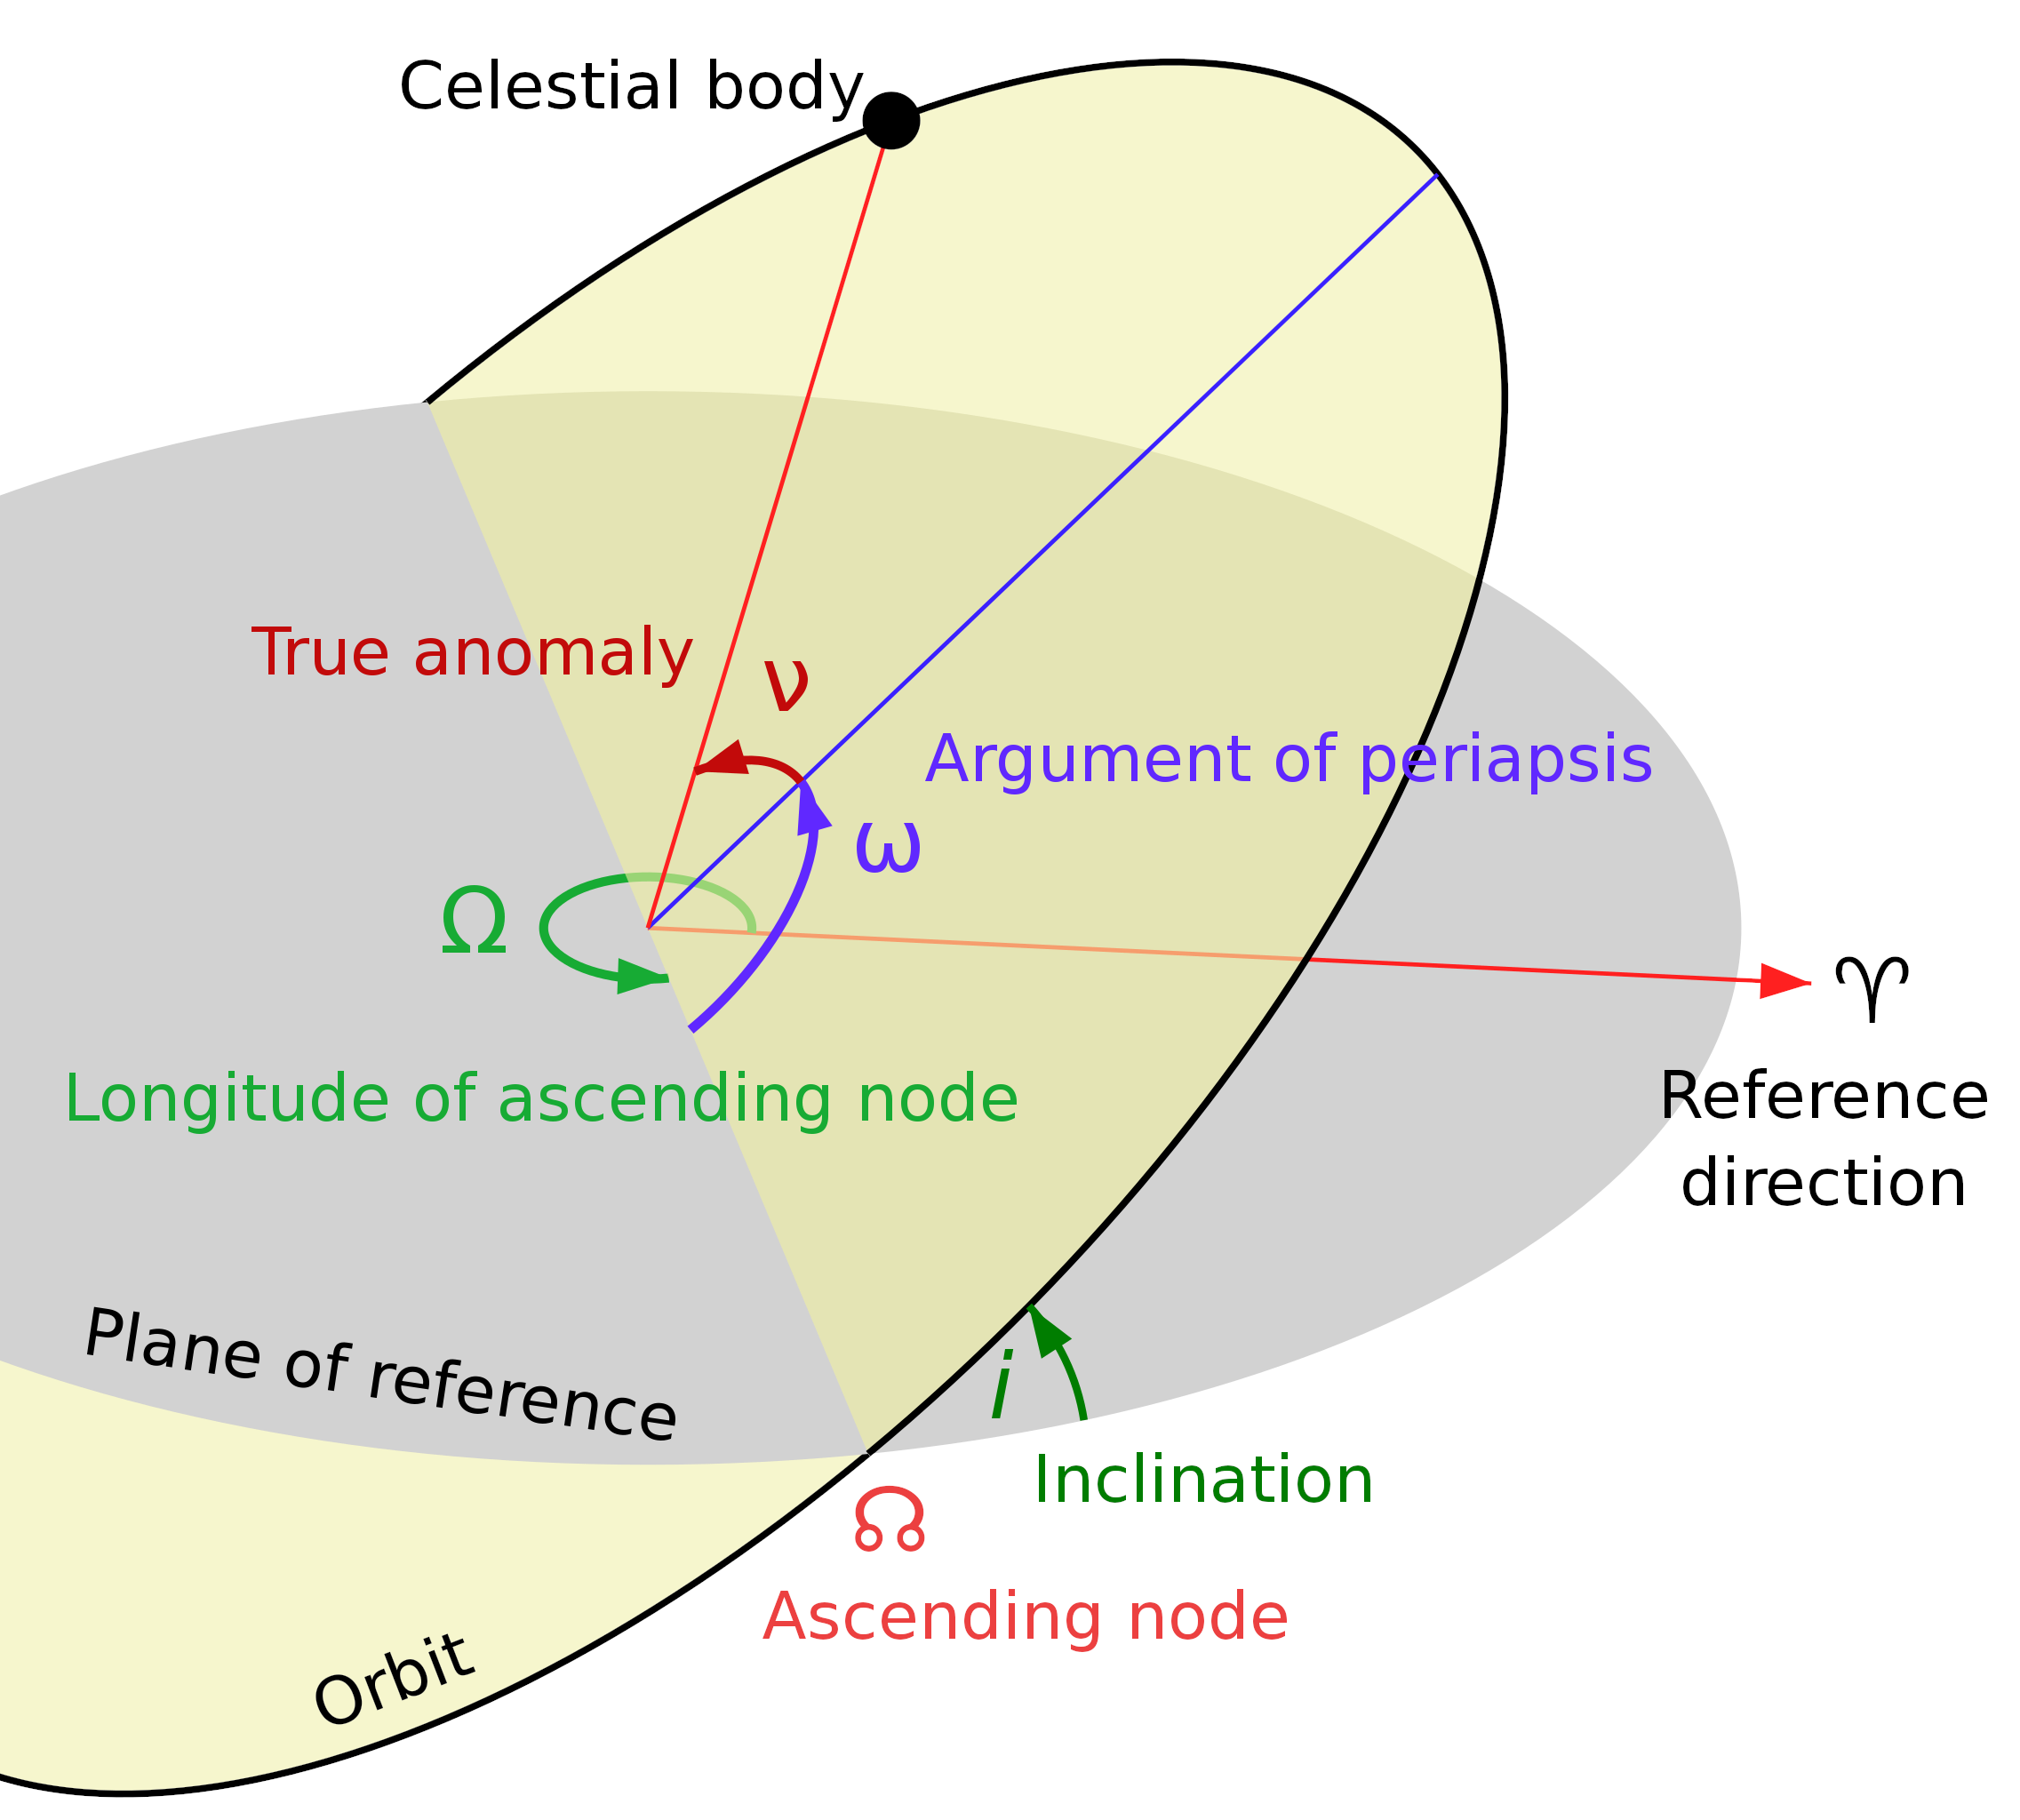 Celestial body
True anomaly
ν
Argument of periapsis
ω
Ω
♈
Longitude of ascending node
Reference
direction
Plane of reference
i
Inclination
☊
Ascending node
Orbit